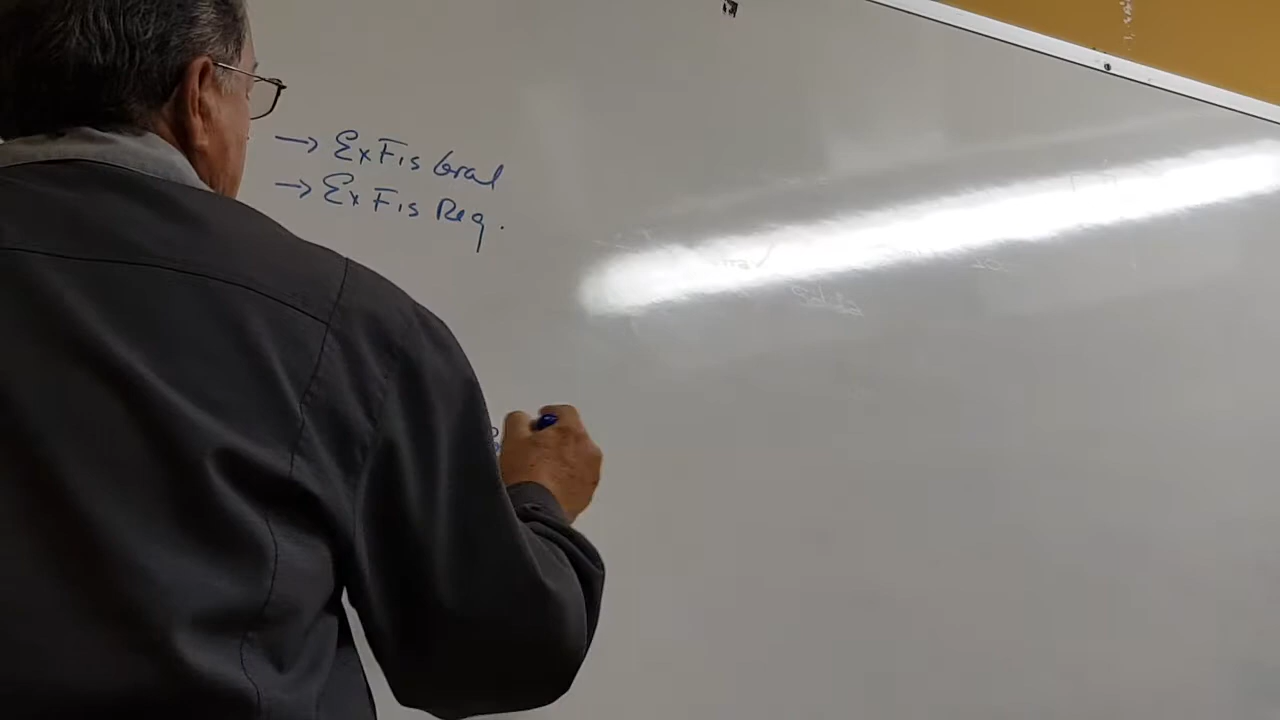 → Ex Fis Gral
→ Ex Fis Reg.